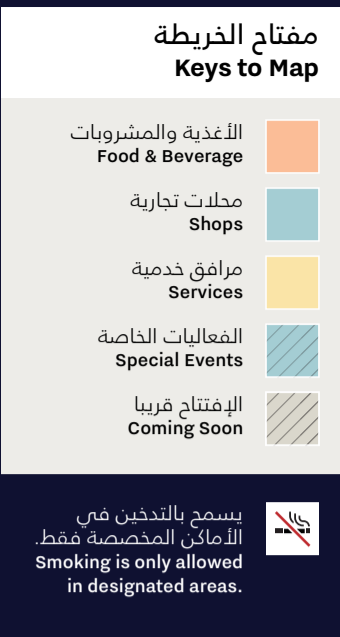 مفتاح الخريطة
Keys to Map
الأغذية والمشروبات
Food & Beverage
محلات تجارية
Shops
مرافق خدمية
Services
الفعاليات الخاصة
Special Events
الإفتتاح قريبا
Coming Soon
يسمح بالتدخين في
الأماكن المخصصة فقط.
Smoking is only allowed
in designated areas.